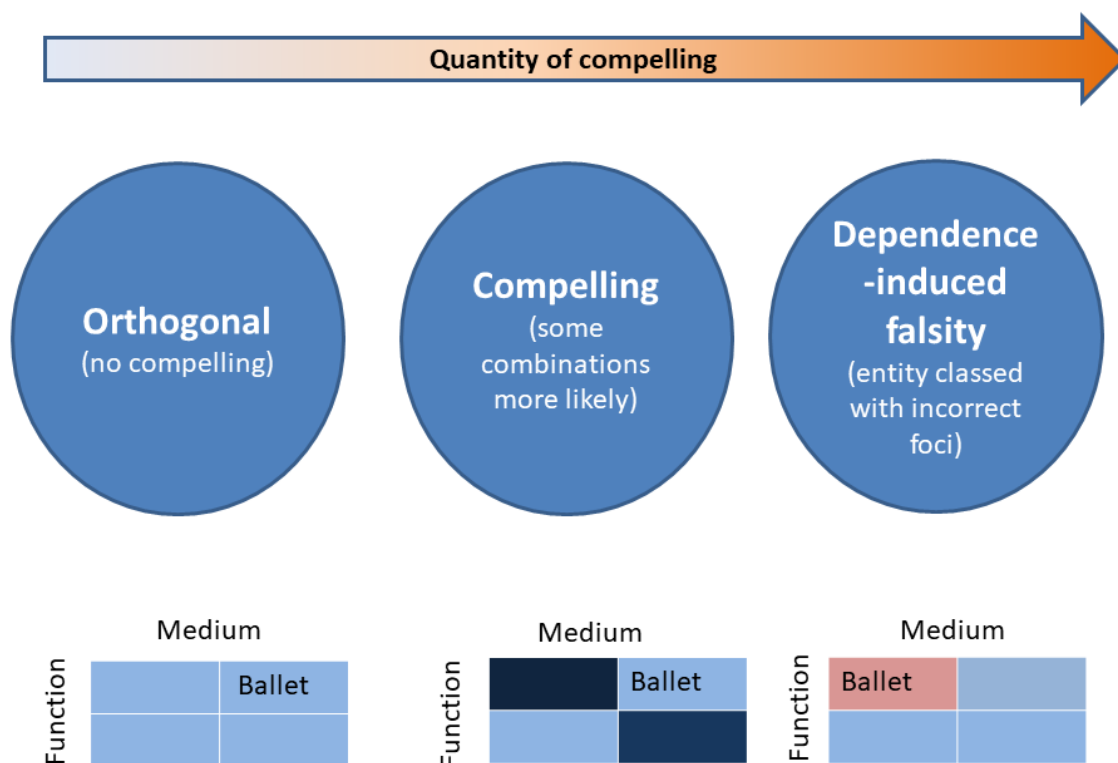 Quantity of compelling
Orthogonal
(no compelling)
Compelling
(some
combinations
more likely)
Dependence
-induced
falsity
(entity classed
with incorrect
foci)
Medium
Function
Ballet
Medium
Function
Ballet
Medium
Function
Ballet